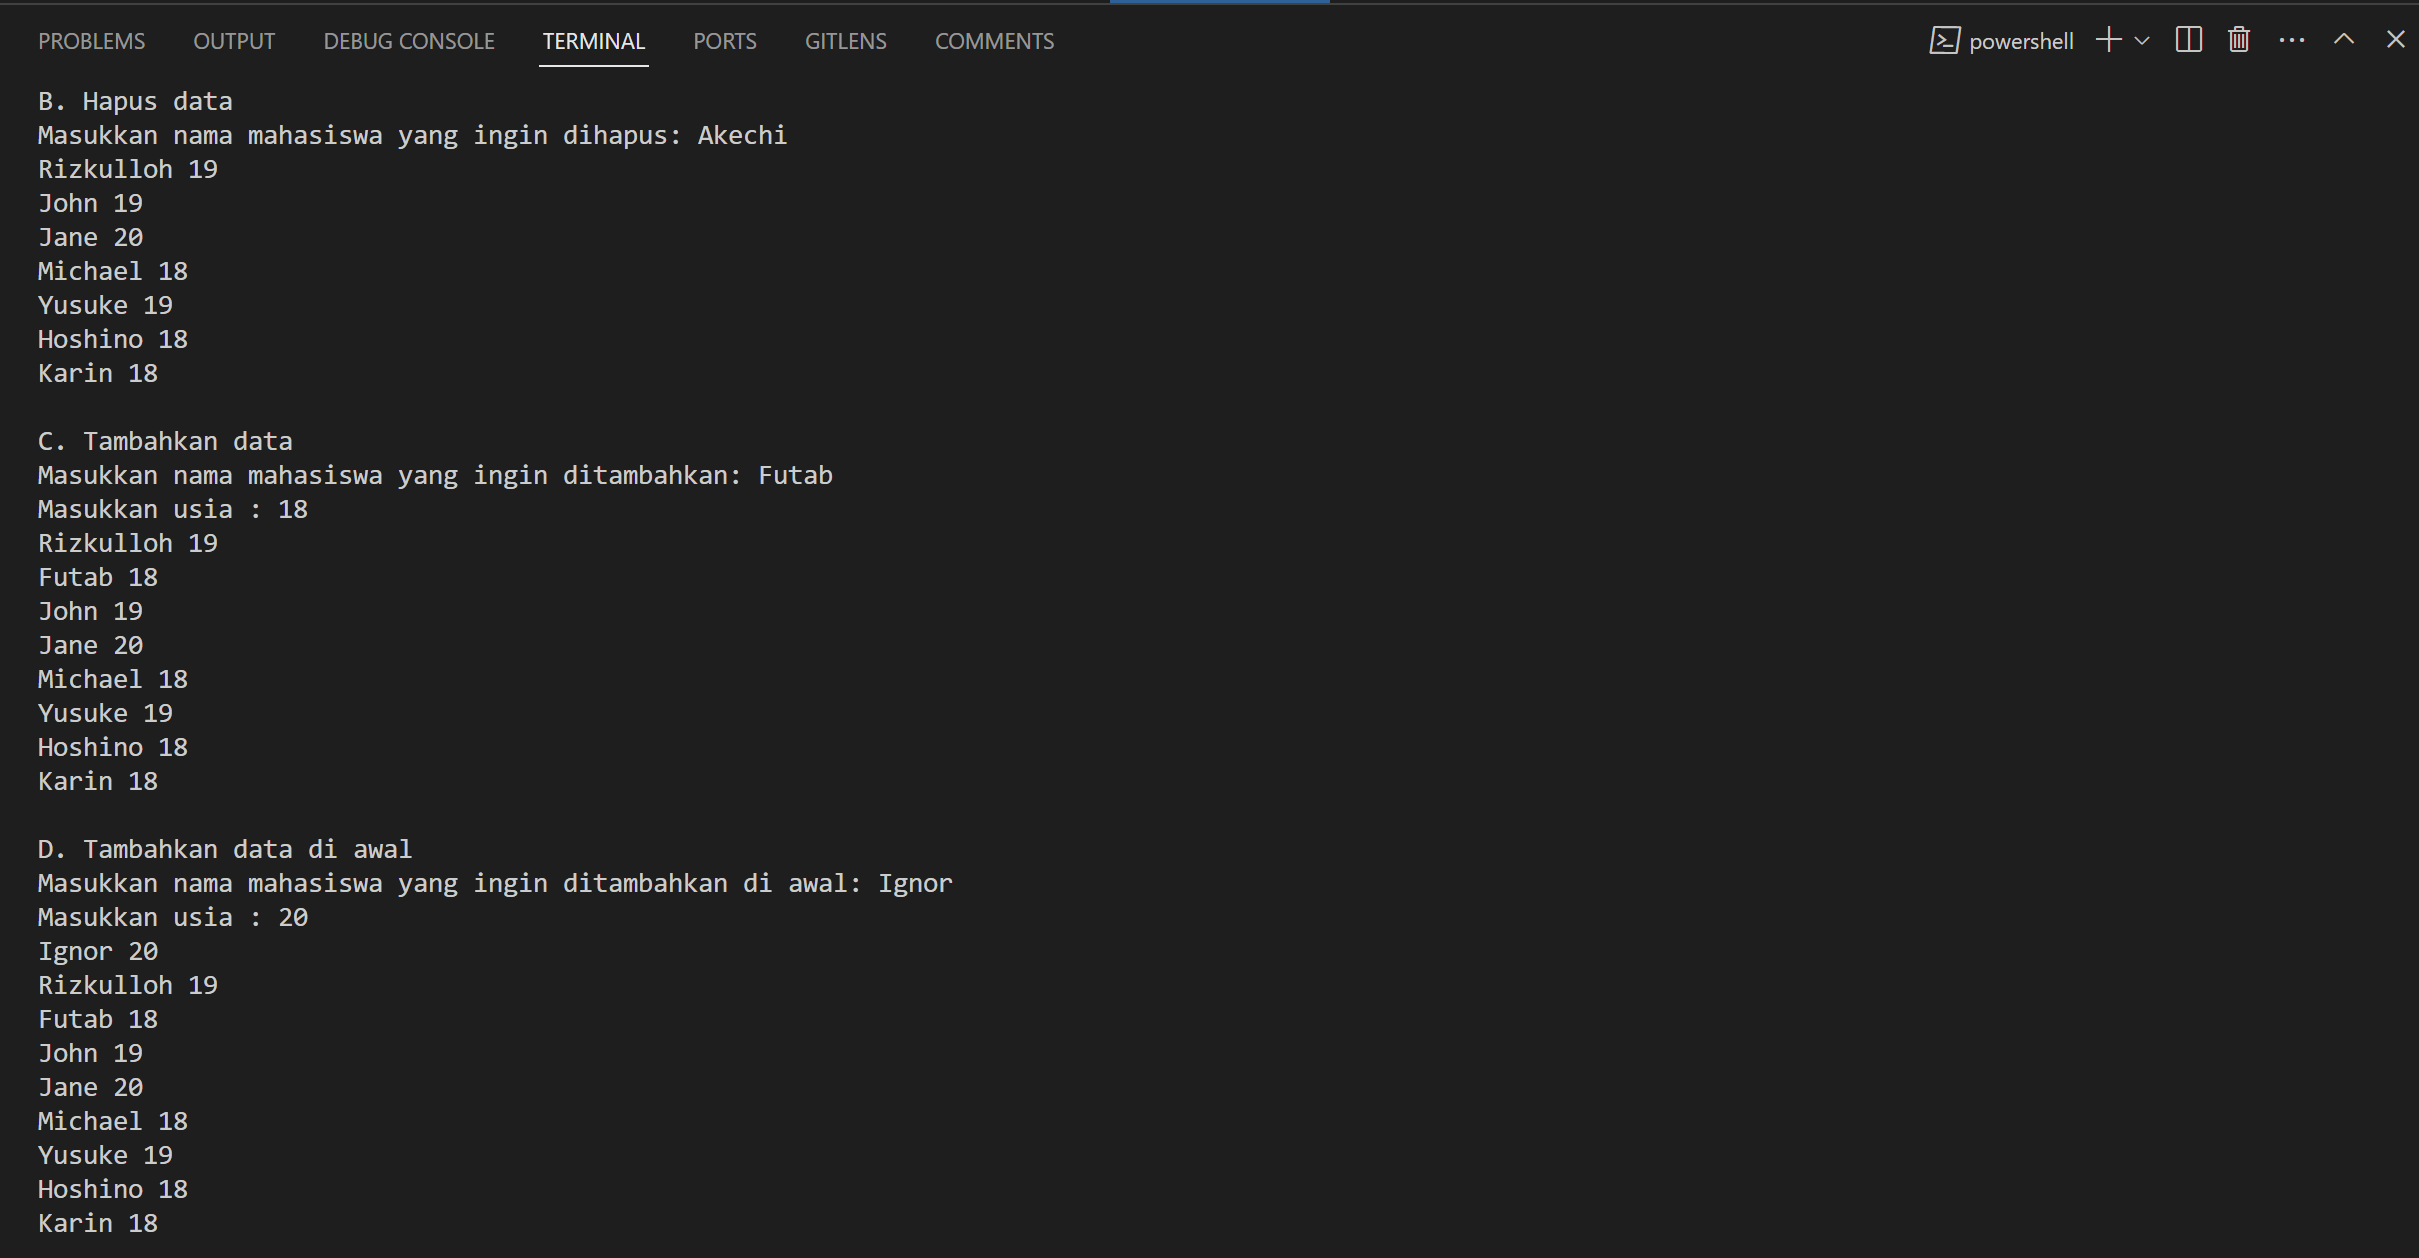 PROBLEMS OUTPUT DEBUG CONSOLE TERMINAL PORTS GITLENS COMMENTS powershell
B. Hapus data
Masukkan nama mahasiswa yang ingin dihapus: Akechi
Rizkulloh 19
John 19
Jane 20
Michael 18
Yusuke 19
Hoshino 18
Karin 18
C. Tambahkan data
Masukkan nama mahasiswa yang ingin ditambahkan: Futab
Masukkan usia : 18
Rizkulloh 19
Futab 18
John 19
Jane 20
Michael 18
Yusuke 19
Hoshino 18
Karin 18
D. Tambahkan data di awal
Masukkan nama mahasiswa yang ingin ditambahkan di awal: Ignor
Masukkan usia : 20
Ignor 20
Rizkulloh 19
Futab 18
John 19
Jane 20
Michael 18
Yusuke 19
Hoshino 18
Karin 18